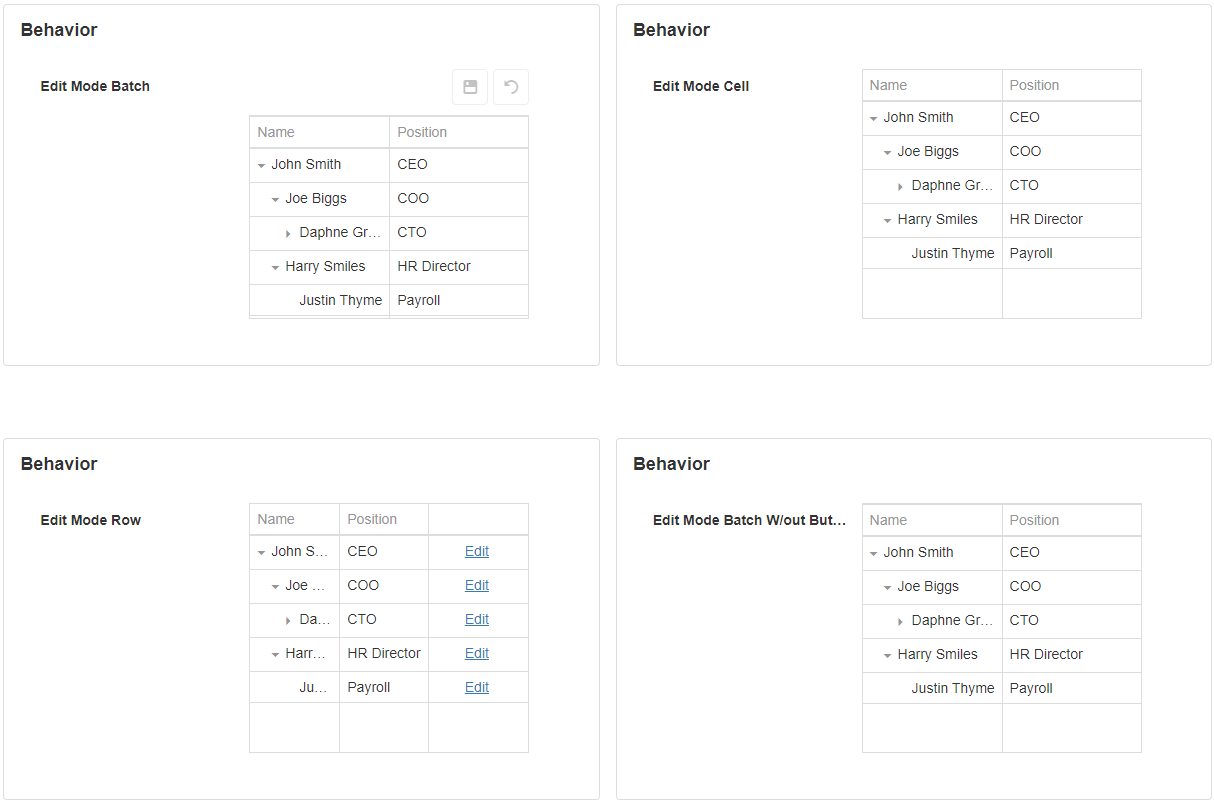 Behavior
Edit Mode Batch
Name Position
John Smith CEO
Joe Biggs COO
Daphne Gr... CTO
Harry Smiles HR Director
Justin Thyme Payroll
Behavior
Edit Mode Cell
Name Position
John Smith CEO
Joe Biggs COO
Daphne Gr... CTO
Harry Smiles HR Director
Justin Thyme Payroll
Behavior
Edit Mode Row
Name Position
John S... CEO Edit
Joe ... COO Edit
Da... CTO Edit
Harr... HR Director Edit
Ju... Payroll Edit
Behavior
Edit Mode Batch W/out But...
Name Position
John Smith CEO
Joe Biggs COO
Daphne Gr... CTO
Harry Smiles HR Director
Justin Thyme Payroll